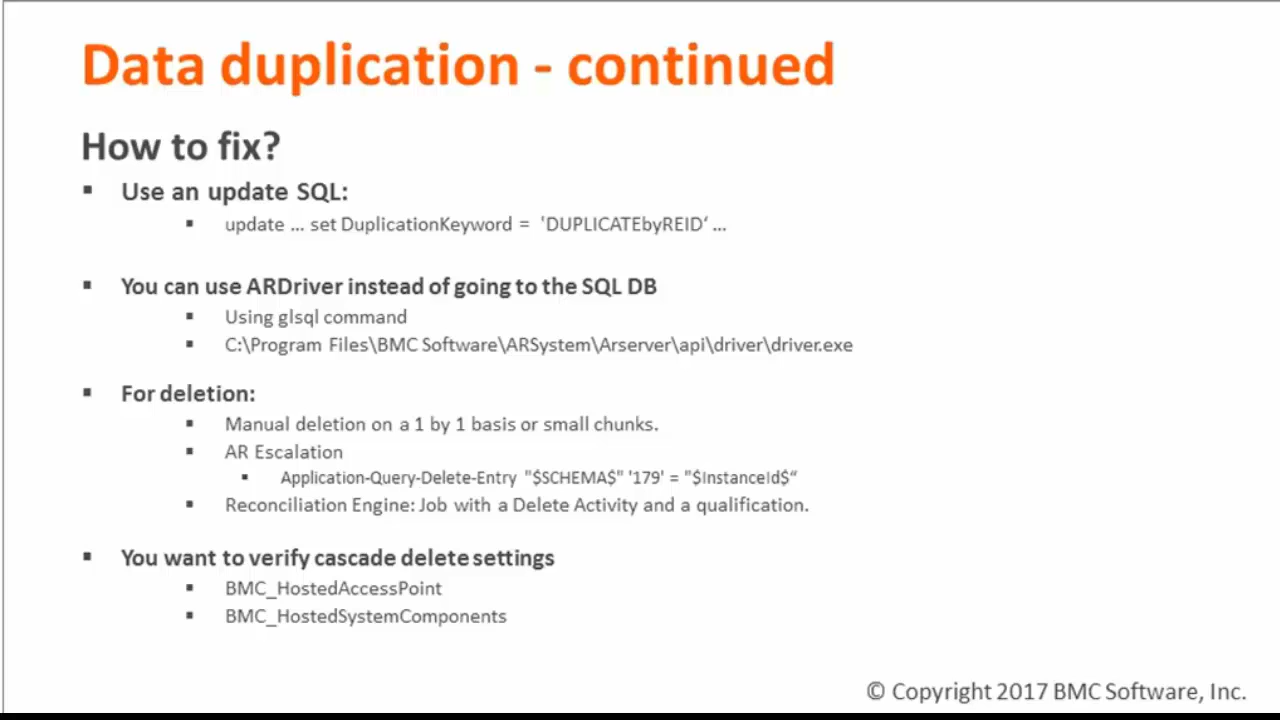 Data duplication - continued
How to fix?
▪ Use an update SQL:
▪ update ... set DuplicationKeyword = 'DUPLICATEbyREID‘ ...
▪ You can use ARDriver instead of going to the SQL DB
▪ Using glsql command
▪ C:\Program Files\BMC Software\ARSystem\Arserver\api\driver\driver.exe
▪ For deletion:
▪ Manual deletion on a 1 by 1 basis or small chunks.
▪ AR Escalation
▪ Application-Query-Delete-Entry "$SCHEMA$" '179' = "$InstanceId$“
▪ Reconciliation Engine: Job with a Delete Activity and a qualification.
▪ You want to verify cascade delete settings
▪ BMC_HostedAccessPoint
▪ BMC_HostedSystemComponents
© Copyright 2017 BMC Software, Inc.